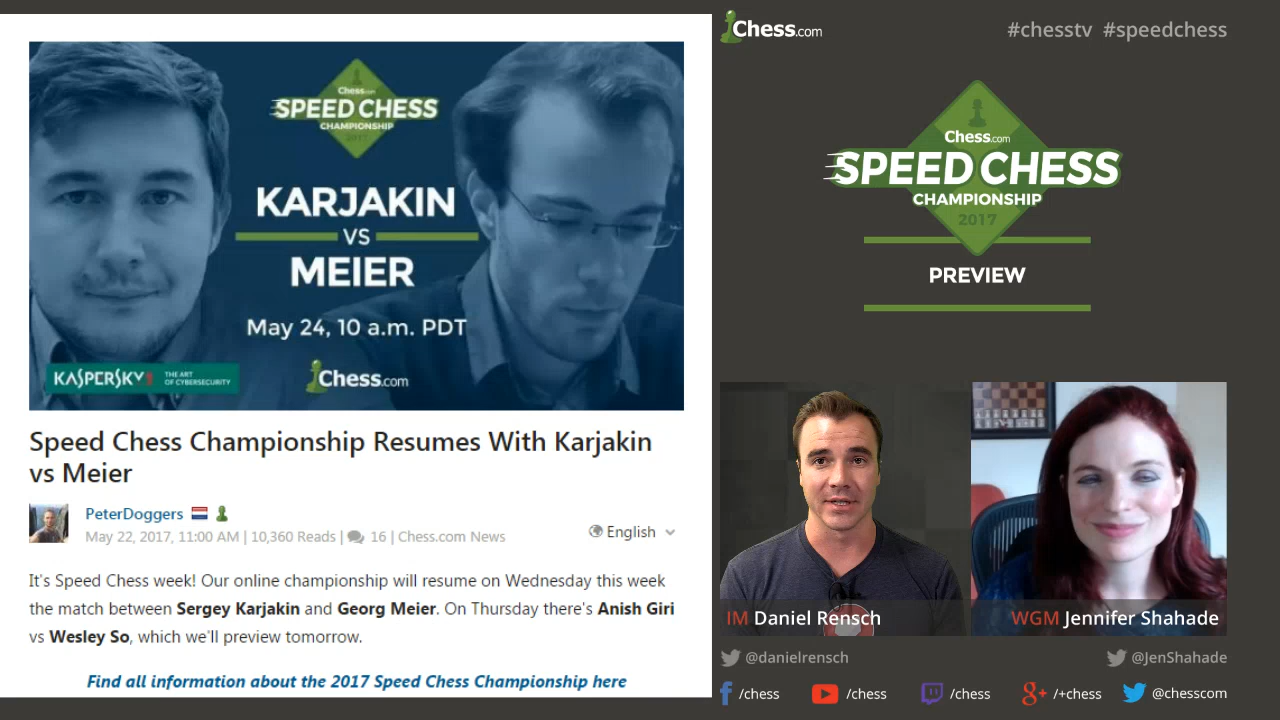 Chess.com
SPEED CHESS
CHAMPIONSHIP
2017
KARJAKIN
VS
MEIER
May 24, 10 a.m. PDT
KASPERSKY
THE ART
OF CYBERSECURITY
Chess.com
Speed Chess Championship Resumes With Karjakin
vs Meier
PeterDoggers
May 22, 2017, 11:00 AM | 10,360 Reads | 16 | Chess.com News
English
It's Speed Chess week! Our online championship will resume on Wednesday this week
the match between Sergey Karjakin and Georg Meier. On Thursday there's Anish Giri
vs Wesley So, which we'll preview tomorrow.
Find all information about the 2017 Speed Chess Championship here
Chess.com
#chesstv #speedchess
Chess.com
SPEED CHESS
CHAMPIONSHIP
2017
PREVIEW
IM Daniel Rensch
WGM Jennifer Shahade
@danielrensch
@JenShahade
/chess
/chess
/chess
/+chess
@chesscom